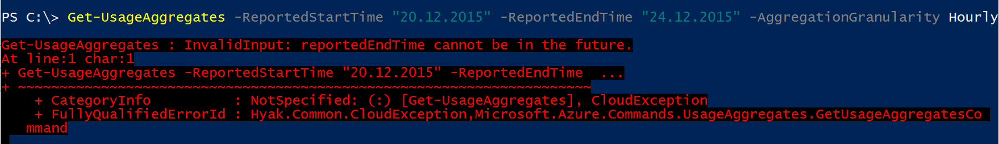 PS C:\> Get-UsageAggregates -ReportedStartTime "20.12.2015" -ReportedEndTime "24.12.2015" -AggregationGranularity Hourly
Get-UsageAggregates : InvalidInput: reportedEndTime cannot be in the future.
At line:1 char:1
+ Get-UsageAggregates -ReportedStartTime "20.12.2015" -ReportedEndTime  ...
+ ~~~~~~~~~~~~~~~~~~~~~~~~~~~~~~~~~~~~~~~~~~~~~~~~~~~~~~~~~~~~~~~~~~~~~
    + CategoryInfo          : NotSpecified: (:) [Get-UsageAggregates], CloudException
    + FullyQualifiedErrorId : Hyak.Common.CloudException,Microsoft.Azure.Commands.UsageAggregates.GetUsageAggregatesCo
   mmand